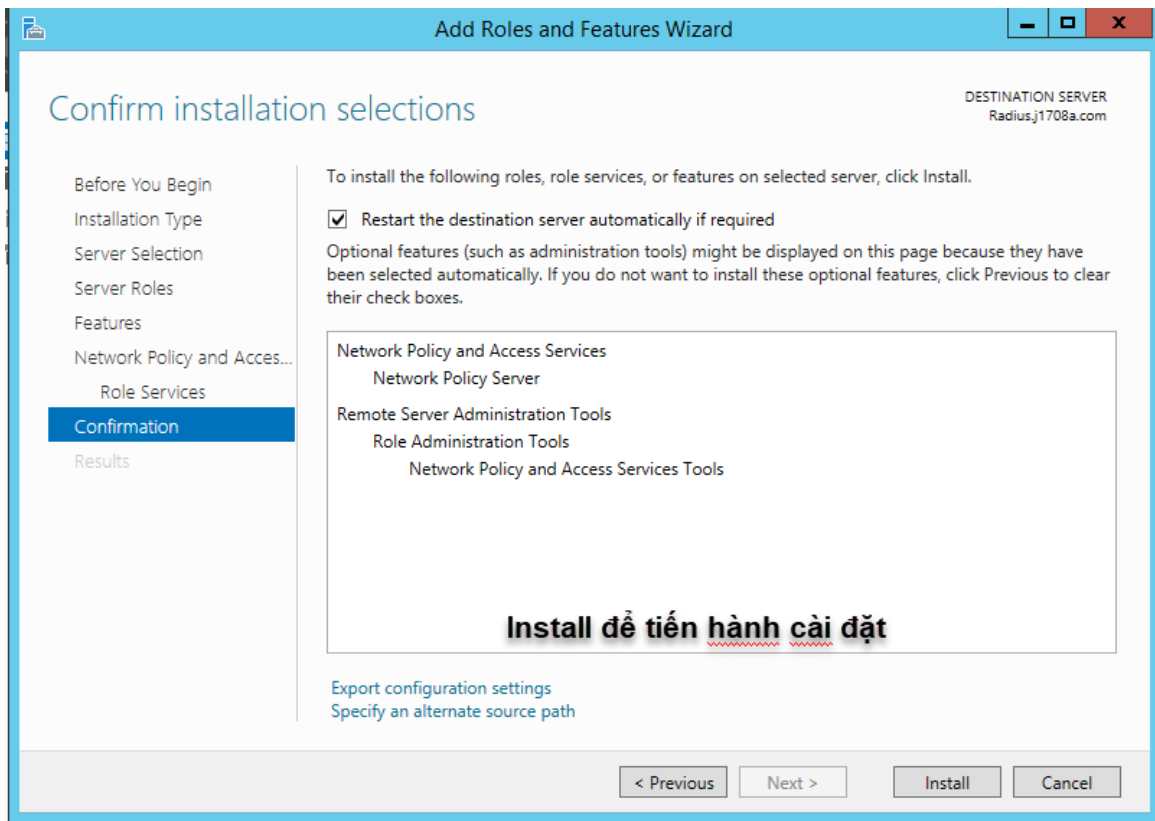 Add Roles and Features Wizard
Confirm installation selections
DESTINATION SERVER
Radius.j1708a.com
Before You Begin
Installation Type
Server Selection
Server Roles
Features
Network Policy and Acces...
Role Services
Confirmation
Results
To install the following roles, role services, or features on selected server, click Install.
Restart the destination server automatically if required
Optional features (such as administration tools) might be displayed on this page because they have
been selected automatically. If you do not want to install these optional features, click Previous to clear
their check boxes.
Network Policy and Access Services
Network Policy Server
Remote Server Administration Tools
Role Administration Tools
Network Policy and Access Services Tools
Install để tiến hành cài đặt
Export configuration settings
Specify an alternate source path
< Previous
Next >
Install
Cancel